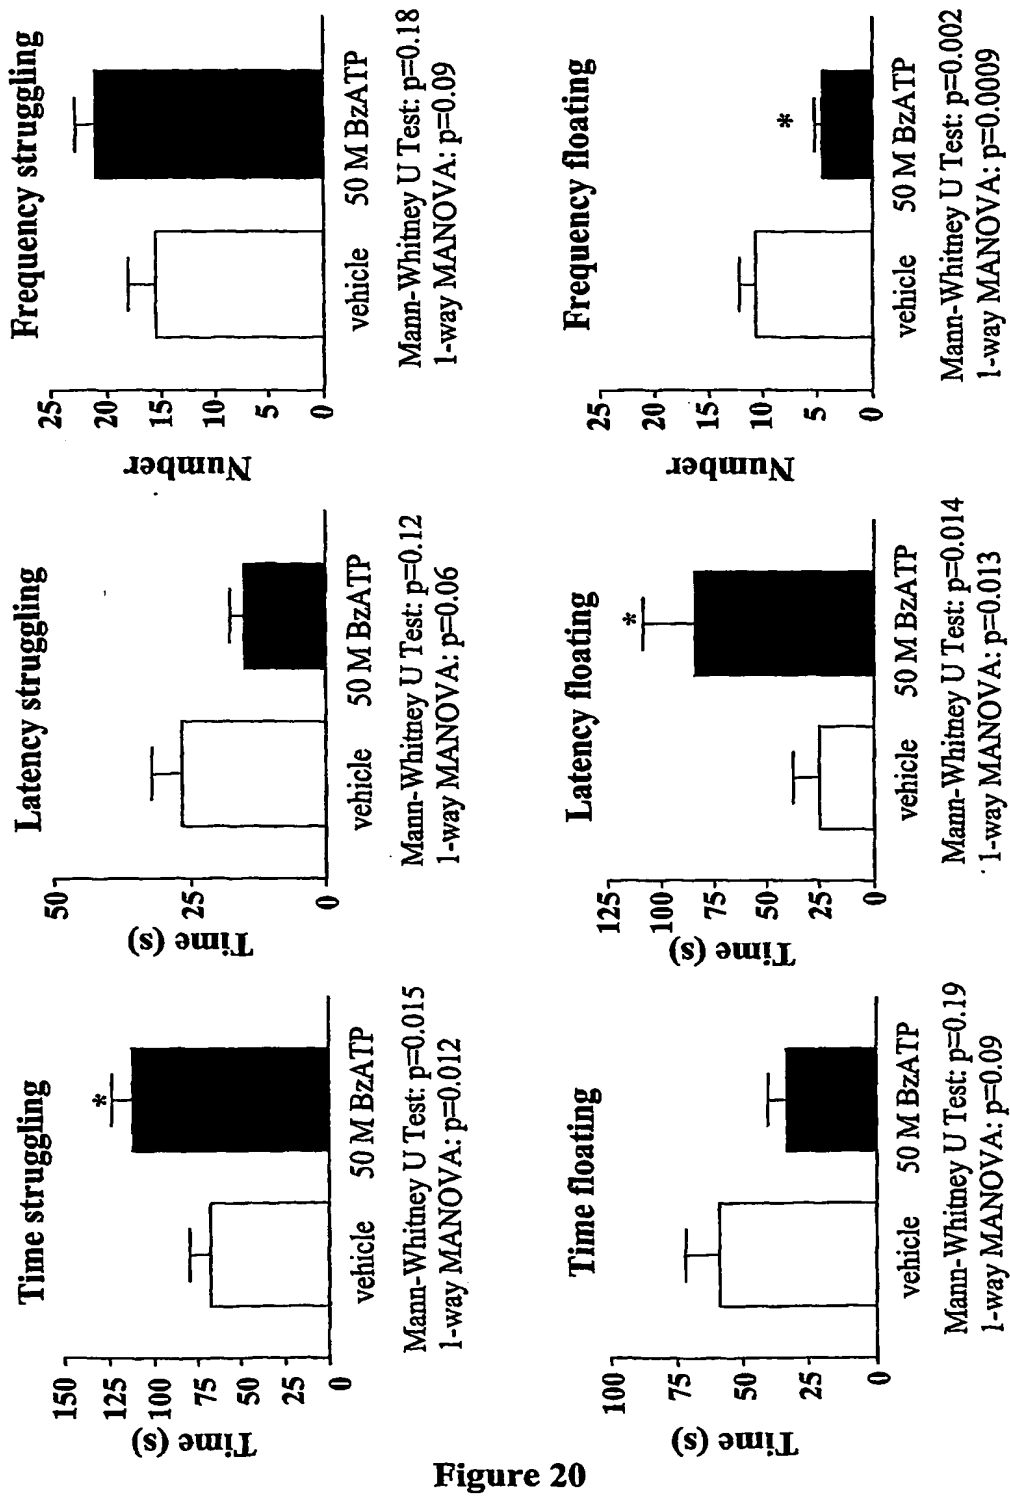 Time struggling
Time (s)
150
125
100
75
50
25
0
vehicle
50 M BzATP
*
Mann-Whitney U Test: p=0.015
1-way MANOVA: p=0.012
Latency struggling
Time (s)
50
25
0
vehicle
50 M BzATP
Mann-Whitney U Test: p=0.12
1-way MANOVA: p=0.06
Frequency struggling
Number
25
20
15
10
5
0
vehicle
50 M BzATP
Mann-Whitney U Test: p=0.18
1-way MANOVA: p=0.09
Time floating
Time (s)
100
75
50
25
0
vehicle
50 M BzATP
Mann-Whitney U Test: p=0.19
1-way MANOVA: p=0.09
Latency floating
Time (s)
125
100
75
50
25
0
vehicle
50 M BzATP
*
Mann-Whitney U Test: p=0.014
1-way MANOVA: p=0.013
Frequency floating
Number
25
20
15
10
5
0
vehicle
50 M BzATP
*
Mann-Whitney U Test: p=0.002
1-way MANOVA: p=0.0009
Figure 20